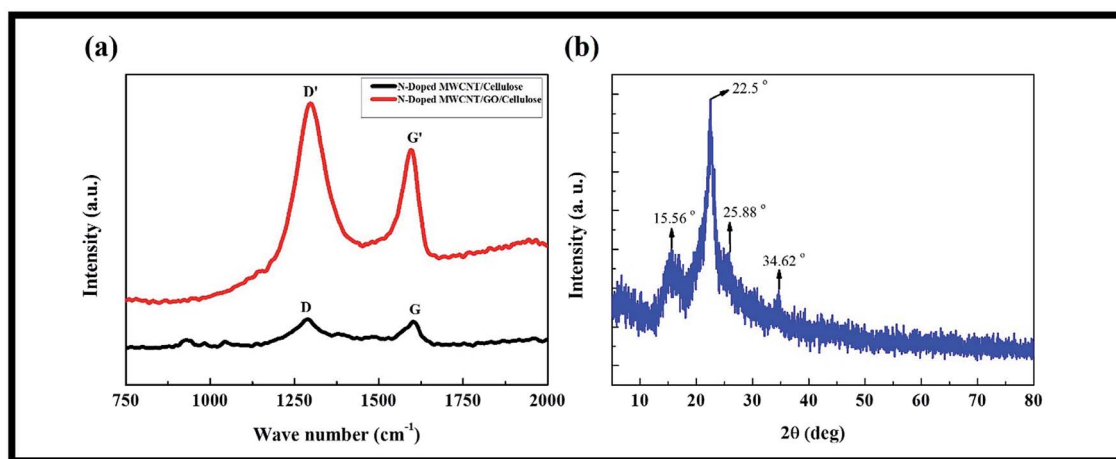 (a)
N-Doped MWCNT/Cellulose
N-Doped MWCNT/GO/Cellulose
D'
G'
D
G
Intensity (a.u.)
750 1000 1250 1500 1750 2000
Wave number (cm⁻¹)
(b)
22.5 °
15.56 °
25.88 °
34.62 °
Intensity (a. u.)
10 20 30 40 50 60 70 80
2θ (deg)